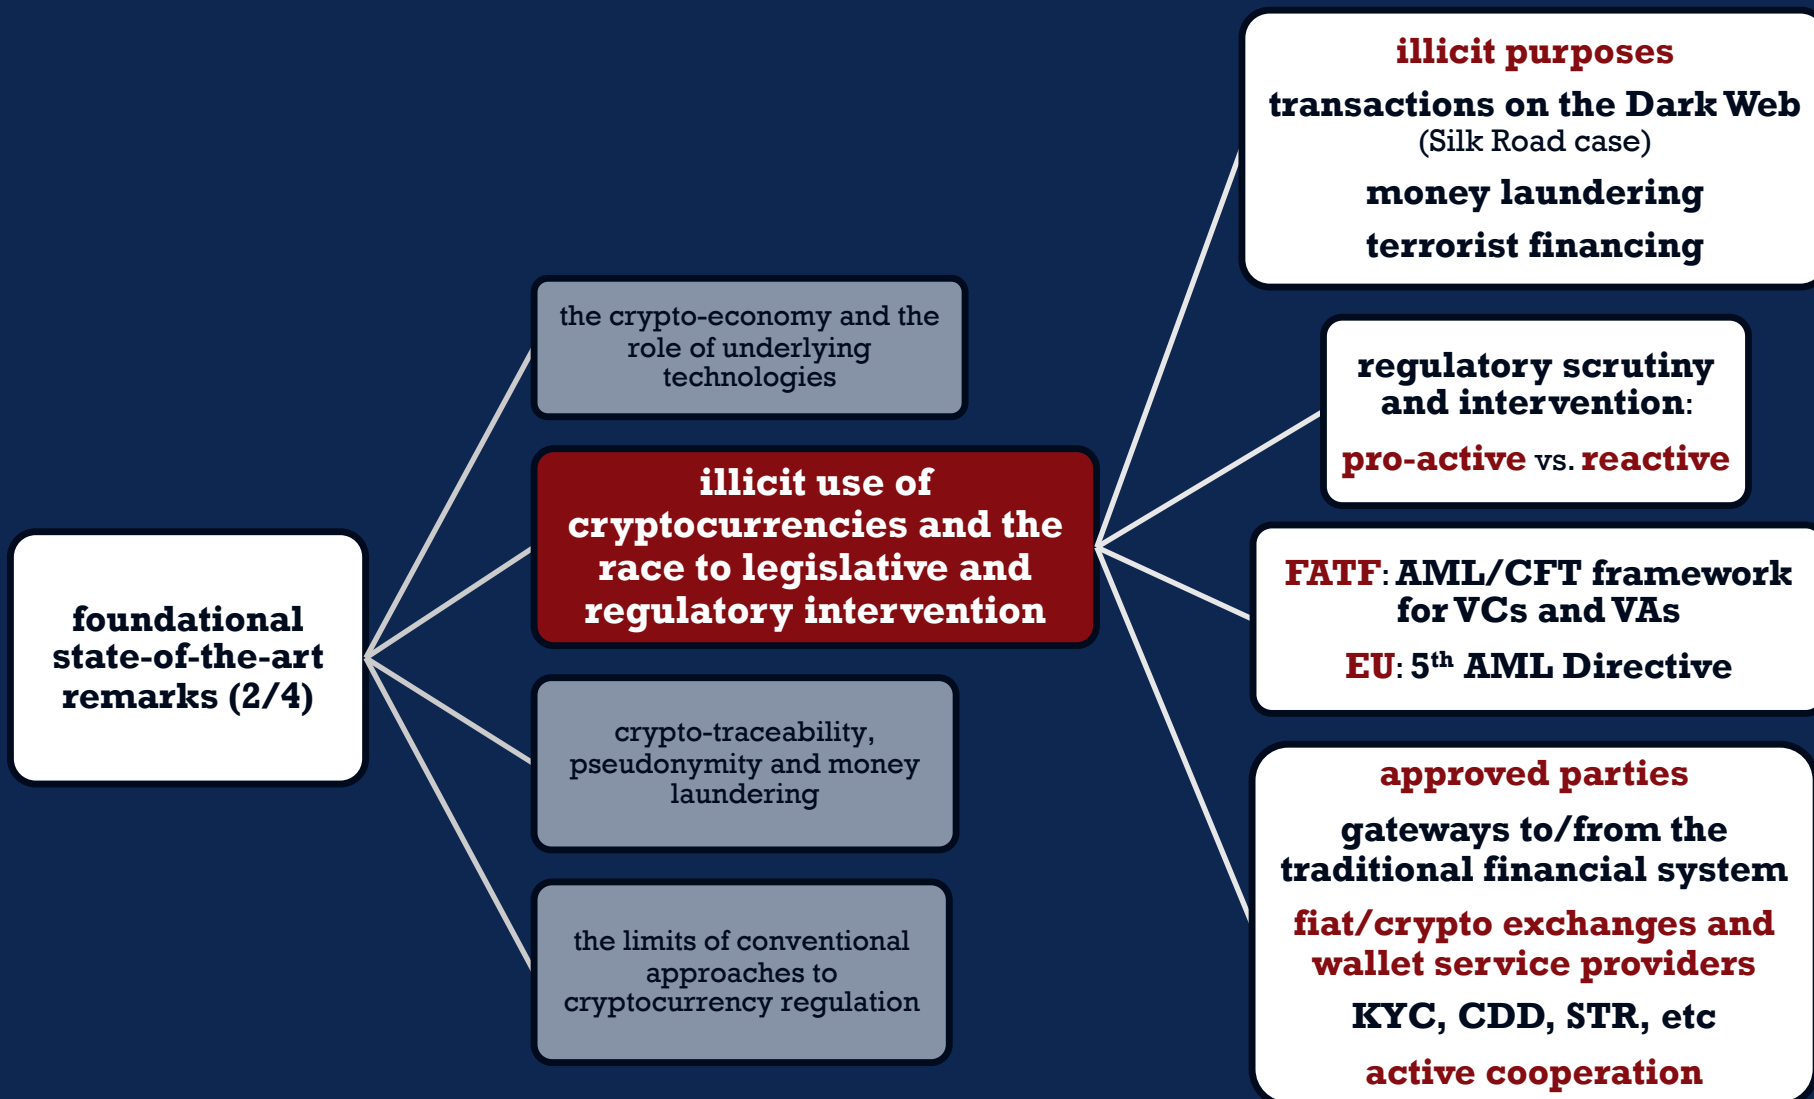 foundational
state-of-the-art
remarks (2/4)
the crypto-economy and the
role of underlying
technologies
illicit use of
cryptocurrencies and the
race to legislative and
regulatory intervention
crypto-traceability,
pseudonymity and money
laundering
the limits of conventional
approaches to
cryptocurrency regulation
illicit purposes
transactions on the Dark Web
(Silk Road case)
money laundering
terrorist financing
regulatory scrutiny
and intervention:
pro-active vs. reactive
FATF: AML/CFT framework
for VCs and VAs
EU: 5th AML Directive
approved parties
gateways to/from the
traditional financial system
fiat/crypto exchanges and
wallet service providers
KYC, CDD, STR, etc
active cooperation